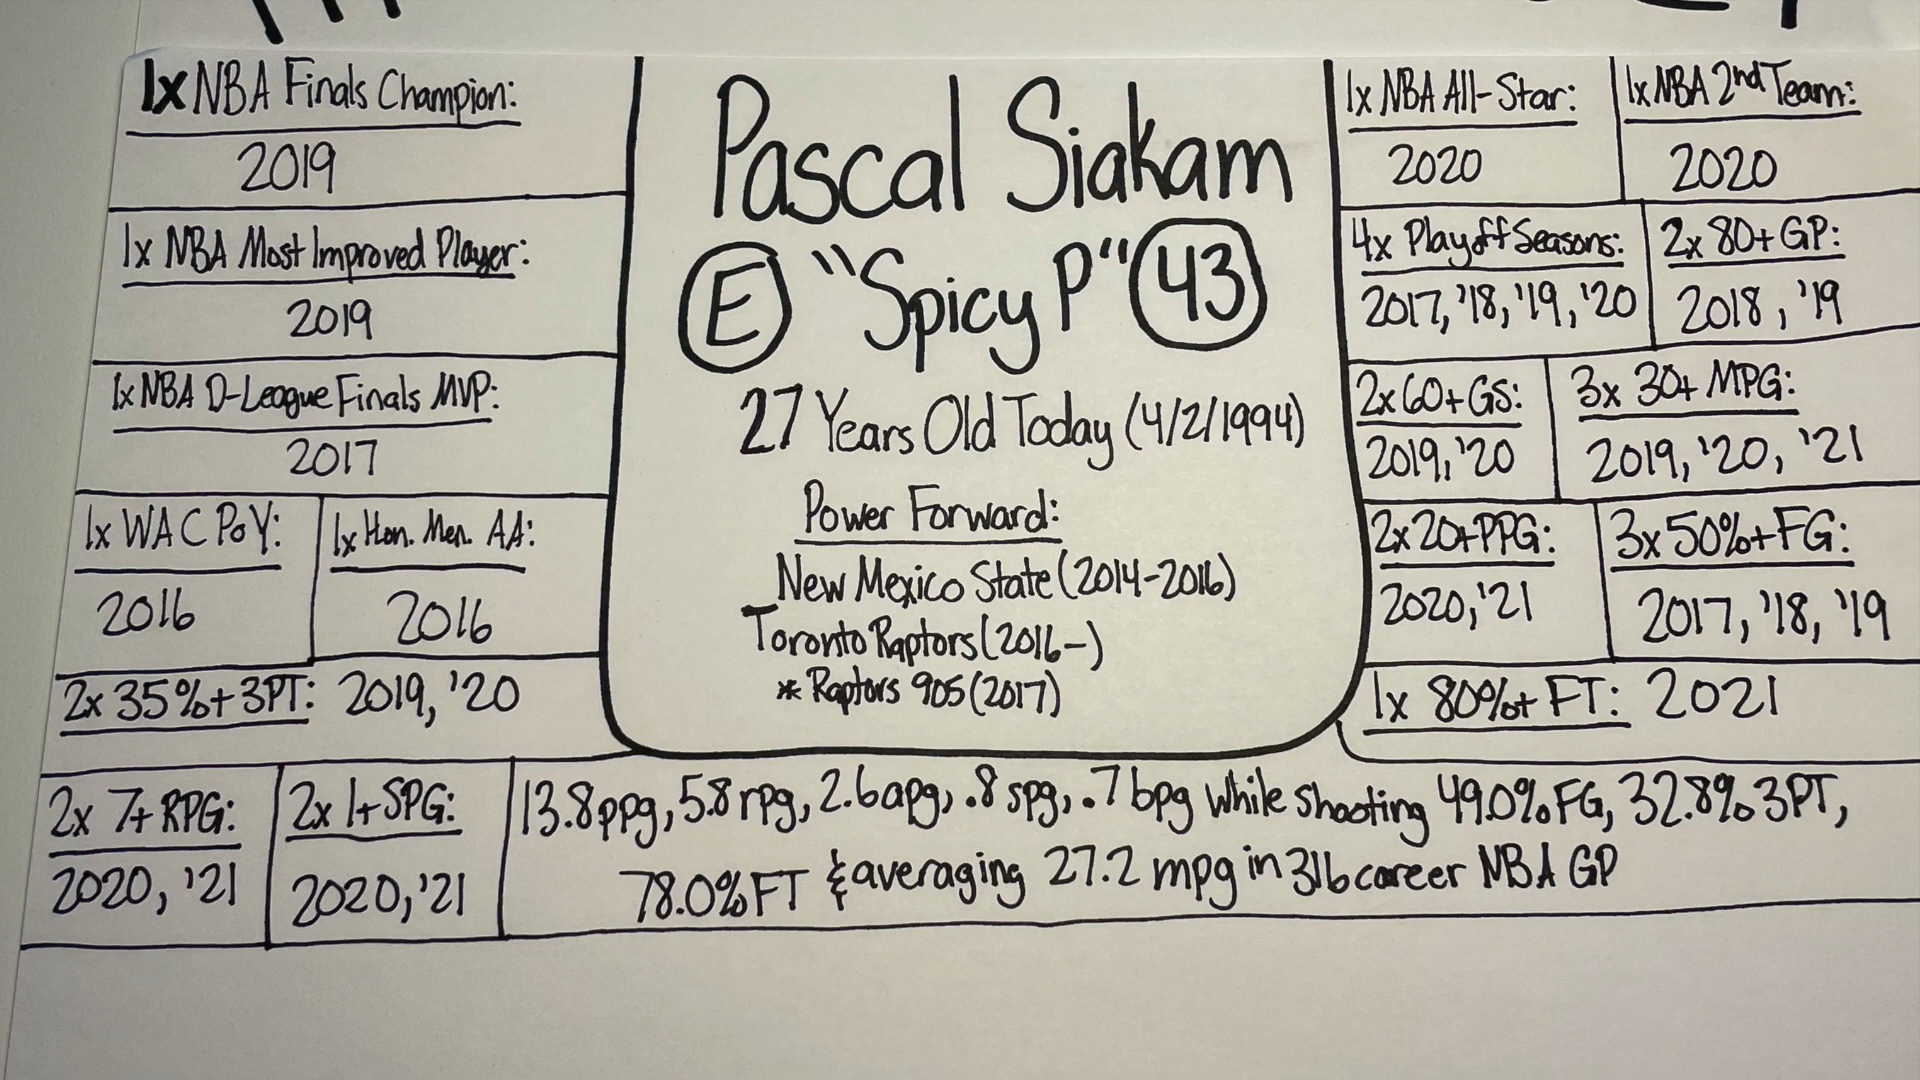 1x NBA Finals Champion:
2019
1x NBA Most Improved Player:
2019
1x NBA D-League Finals MVP:
2017
1x WAC PoY:
2016
1x Hon. Men. AA:
2016
2x 35%+ 3PT: 2019, '20
2x 7+ RPG:
2020, '21
2x 1+ SPG:
2020, '21
Pascal Siakam
E "Spicy P" 43
27 Years Old Today (4/2/1994)
Power Forward:
New Mexico State (2014-2016)
Toronto Raptors (2016-)
* Raptors 905 (2017)
1x NBA All-Star:
2020
1x NBA 2nd Team:
2020
4x Playoff Seasons:
2017, '18, '19, '20
2x 80+ GP:
2018, '19
2x 60+ GS:
2019, '20
3x 30+ MPG:
2019, '20, '21
2x 20+ PPG:
2020, '21
3x 50%+ FG:
2017, '18, '19
1x 80%+ FT: 2021
13.8 ppg, 5.8 rpg, 2.6 apg, .8 spg, .7 bpg while shooting 49.0% FG, 32.8% 3PT,
78.0% FT & averaging 27.2 mpg in 316 career NBA GP